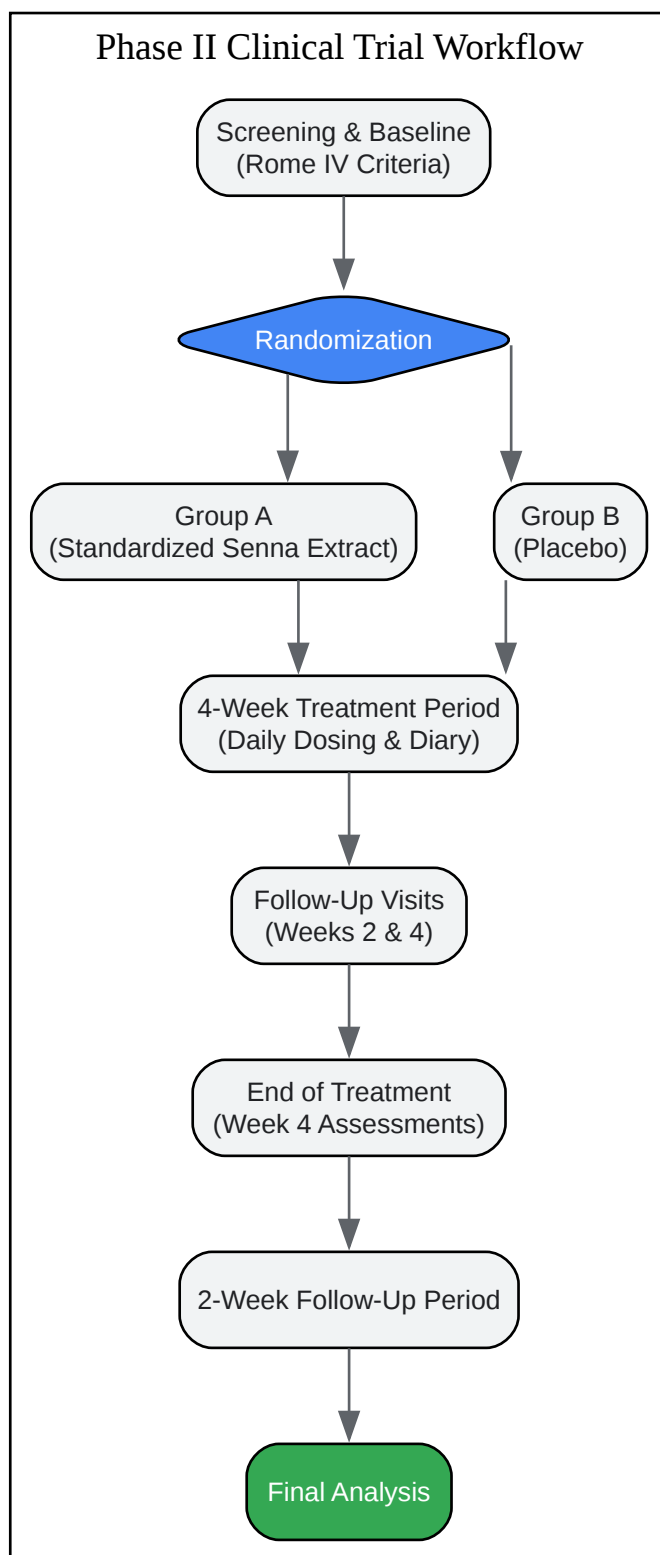 Phase II Clinical Trial Workflow
Screening & Baseline
(Rome IV Criteria)
Randomization
Group A
(Standardized Senna Extract)
Group B
(Placebo)
4-Week Treatment Period
(Daily Dosing & Diary)
Follow-Up Visits
(Weeks 2 & 4)
End of Treatment
(Week 4 Assessments)
2-Week Follow-Up Period
Final Analysis